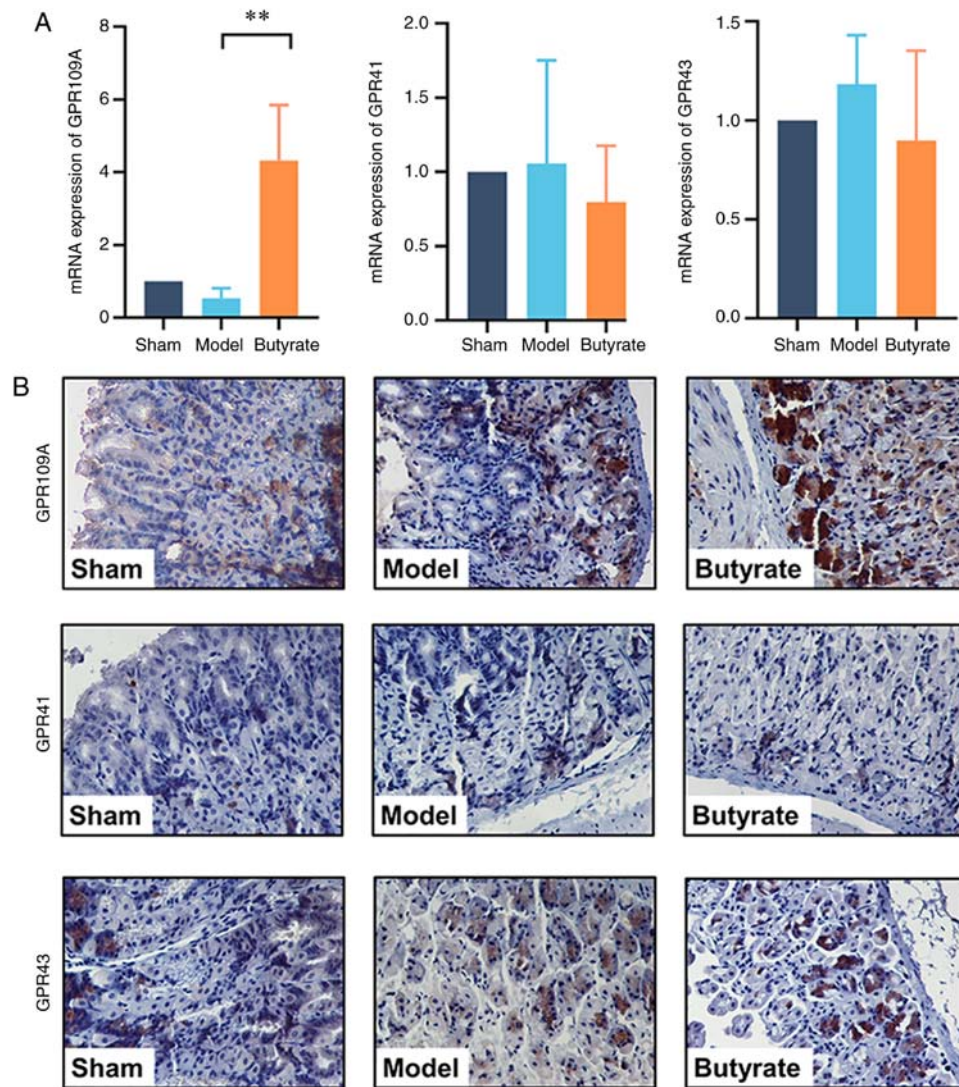 A
**
mRNA expression of GPR109A
8
6
4
2
0
Sham Model Butyrate
mRNA expression of GPR41
2.0
1.5
1.0
0.5
0.0
Sham Model Butyrate
mRNA expression of GPR43
1.5
1.0
0.5
0.0
Sham Model Butyrate
B
GPR109A
Sham
Model
Butyrate
GPR41
Sham
Model
Butyrate
GPR43
Sham
Model
Butyrate